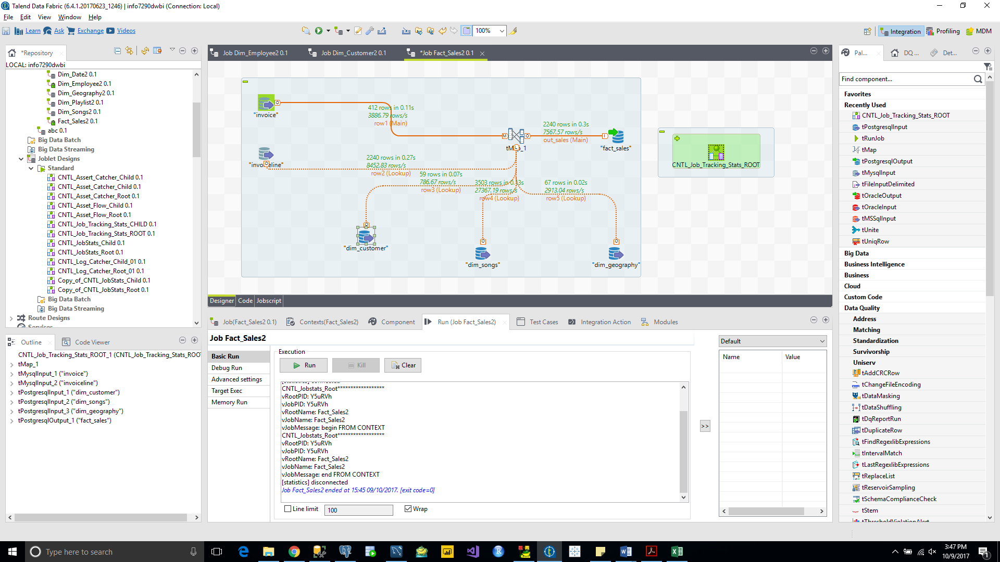 Talend Data Fabric (6.4.1.20170623_1246) | info7290dwbi (Connection: Local)
File Edit View Window Help
Learn Ask Exchange Videos
100%
Integration Profiling MDM
*Repository
LOCAL: info7290dwbi
Dim_Date2 0.1
Dim_Employee2 0.1
Dim_Geography2 0.1
Dim_Playlist2 0.1
Dim_Songs2 0.1
Fact_Sales2 0.1
abc 0.1
Big Data Batch
Big Data Streaming
Joblet Designs
Standard
CNTL_Assert_Catcher_Child 0.1
CNTL_Asset_Catcher_Child 0.1
CNTL_Asset_Catcher_Root 0.1
CNTL_Asset_Flow_Child 0.1
CNTL_Asset_Flow_Root 0.1
CNTL_Job_Tracking_Stats_CHILD 0.1
CNTL_Job_Tracking_Stats_ROOT 0.1
CNTL_JobStats_Child 0.1
CNTL_JobStats_Root 0.1
CNTL_Log_Catcher_Child_01 0.1
CNTL_Log_Catcher_Root_01 0.1
Copy_of_CNTL_JobStats_Child 0.1
Copy_of_CNTL_JobStats_Root 0.1
Big Data Batch
Big Data Streaming
Route Designs
Services
Outline Code Viewer
CNTL_Job_Tracking_Stats_ROOT_1 (CNTL_Job_Tracking_Stats_ROO
tMap_1
tMysqlInput_1 ("invoice")
tMysqlInput_2 ("invoiceline")
tPostgresqlInput_1 ("dim_customer")
tPostgresqlInput_2 ("dim_songs")
tPostgresqlInput_3 ("dim_geography")
tPostgresqlOutput_1 ("fact_sales")
Job Dim_Employee2 0.1 Job Dim_Customer2 0.1 *Job Fact_Sales2 0.1
"invoice"
412 rows in 0.11s
3886.79 rows/s
row1 (Main)
2240 rows in 0.3s
7567.57 rows/s
out_sales (Main)
tMap_1
"fact_sales"
"invoiceline"
2240 rows in 0.27s
8452.83 rows/s
row2 (Lookup)
59 rows in 0.07s
786.67 rows/s
row3 (Lookup)
3503 rows in 0.13s
27367.19 rows/s
row4 (Lookup)
67 rows in 0.02s
2913.04 rows/s
row5 (Lookup)
"dim_customer"
"dim_songs"
"dim_geography"
CNTL_Job_Tracking_Stats_ROOT
Designer Code Jobscript
Job(Fact_Sales2 0.1) Contexts(Fact_Sales2) Component Run (Job Fact_Sales2) Test Cases Integration Action Modules
Job Fact_Sales2
Basic Run
Debug Run
Advanced settings
Target Exec
Memory Run
Execution
Run Kill Clear
[statistics] connected
CNTL_Jobstats_Root******************
vRootPID: Y5uRVh
vJobPID: Y5uRVh
vRootName: Fact_Sales2
vJobName: Fact_Sales2
vJobMessage: begin FROM CONTEXT
CNTL_Jobstats_Root******************
vRootPID: Y5uRVh
vJobPID: Y5uRVh
vRootName: Fact_Sales2
vJobName: Fact_Sales2
vJobMessage: end FROM CONTEXT
[statistics] disconnected
Job Fact_Sales2 ended at 15:45 09/10/2017. [exit code=0]
Line limit 100 Wrap
>>
Default
Name Value
Pal... DQ ... Det...
Find component...
Favorites
Recently Used
CNTL_Job_Tracking_Stats_ROOT
tPostgresqlInput
tRunJob
tMap
tPostgresqlOutput
tMysqlInput
tFileInputDelimited
tOracleOutput
tOracleInput
tMSSqlInput
tUnite
tUniqRow
Big Data
Business Intelligence
Business
Cloud
Custom Code
Data Quality
Address
Matching
Standardization
Survivorship
Uniserv
tAddCRCRow
tChangeFileEncoding
tDataMasking
tDataShuffling
tDqReportRun
tDuplicateRow
tFindRegexlibExpressions
tIntervalMatch
tLastRegexlibExpressions
tReplaceList
tReservoirSampling
tSchemaComplianceCheck
tStem
tThresholdViolationAlert
Type here to search
3:47 PM
10/9/2017